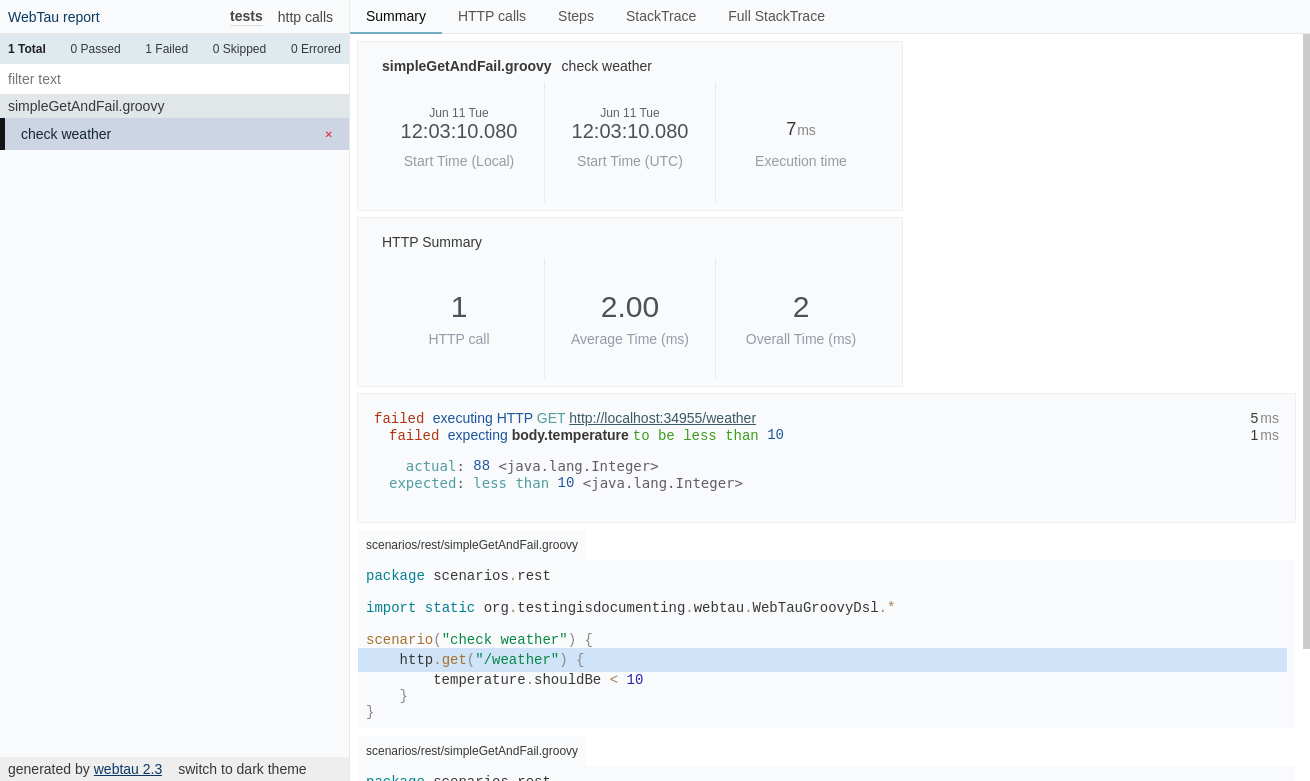 WebTau report tests http calls
1 Total 0 Passed 1 Failed 0 Skipped 0 Errored
filter text
simpleGetAndFail.groovy
check weather ×
generated by webtau 2.3 switch to dark theme
Summary HTTP calls Steps StackTrace Full StackTrace
simpleGetAndFail.groovy check weather
Jun 11 Tue Jun 11 Tue
12:03:10.080 12:03:10.080 7 ms
Start Time (Local) Start Time (UTC) Execution time
HTTP Summary
1 2.00 2
HTTP call Average Time (ms) Overall Time (ms)
failed executing HTTP GET http://localhost:34955/weather 5 ms
failed expecting body.temperature to be less than 10 1 ms
actual: 88 <java.lang.Integer>
expected: less than 10 <java.lang.Integer>
scenarios/rest/simpleGetAndFail.groovy
package scenarios.rest
import static org.testingisdocumenting.webtau.WebTauGroovyDsl.*
scenario("check weather") {
http.get("/weather") {
temperature.shouldBe < 10
}
}
scenarios/rest/simpleGetAndFail.groovy
package scenarios.rest